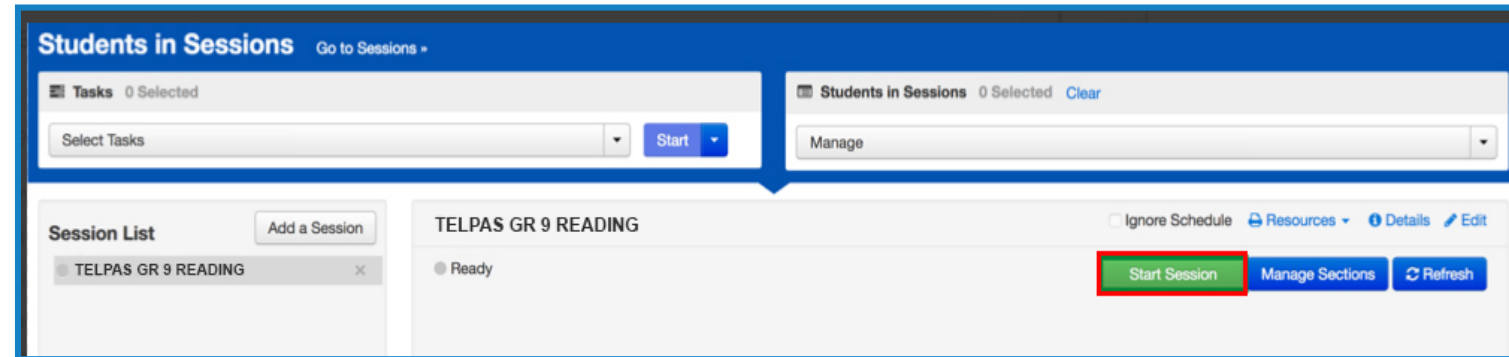 Students in Sessions Go to Sessions »
Tasks 0 Selected
Select Tasks
Start
Students in Sessions 0 Selected Clear
Manage
Session List
Add a Session
TELPAS GR 9 READING ×
TELPAS GR 9 READING
Ignore Schedule Resources Details Edit
Ready
Start Session Manage Sections Refresh